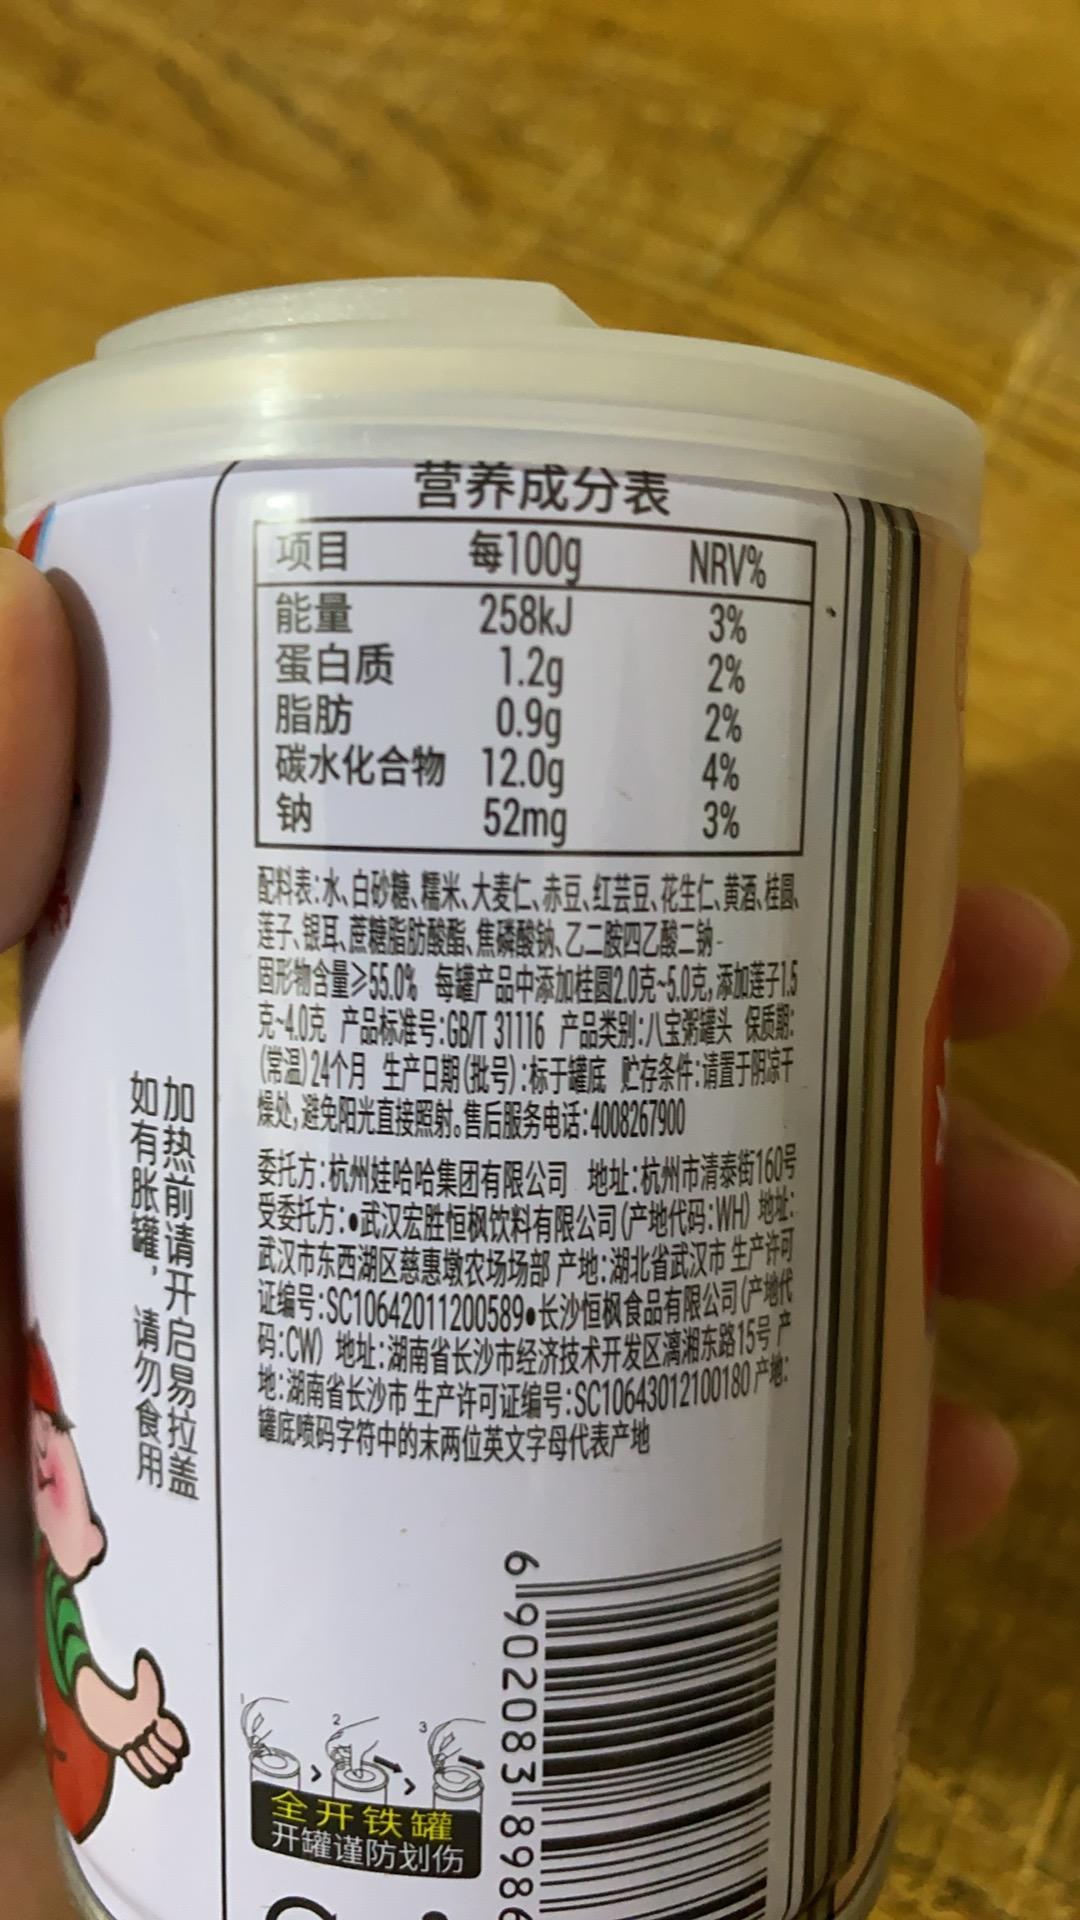 营养成分表
项目 每100g NRV%
能量 258kJ 3%
蛋白质 1.2g 2%
脂肪 0.9g 2%
碳水化合物 12.0g 4%
钠 52mg 3%
配料表:水、白砂糖、糯米、大麦仁、赤豆、红芸豆、花生仁、黄酒、桂圆、
莲子、银耳、蔗糖脂肪酸酯、焦磷酸钠、乙二胺四乙酸二钠
固形物含量≥55.0% 每罐产品中添加桂圆2.0克~5.0克,添加莲子1.5
克~4.0克 产品标准号:GB/T 31116 产品类别:八宝粥罐头 保质期:
(常温)24个月 生产日期(批号):标于罐底 贮存条件:请置于阴凉干
燥处,避免阳光直接照射。售后服务电话:4008267900
委托方:杭州娃哈哈集团有限公司 地址:杭州市清泰街160号
受委托方:●武汉宏胜恒枫饮料有限公司(产地代码:WH) 地址:
武汉市东西湖区慈惠墩农场场部 产地:湖北省武汉市 生产许可
证编号:SC10642011200589●长沙恒枫食品有限公司(产地代
码:CW) 地址:湖南省长沙市经济技术开发区漓湘东路15号 产
地:湖南省长沙市 生产许可证编号:SC10643012100180 产地:
罐底喷码字符中的末两位英文字母代表产地
加热前请开启易拉盖
如有胀罐,请勿食用
1 2 3
全开铁罐
开罐谨防划伤
6 902083 898